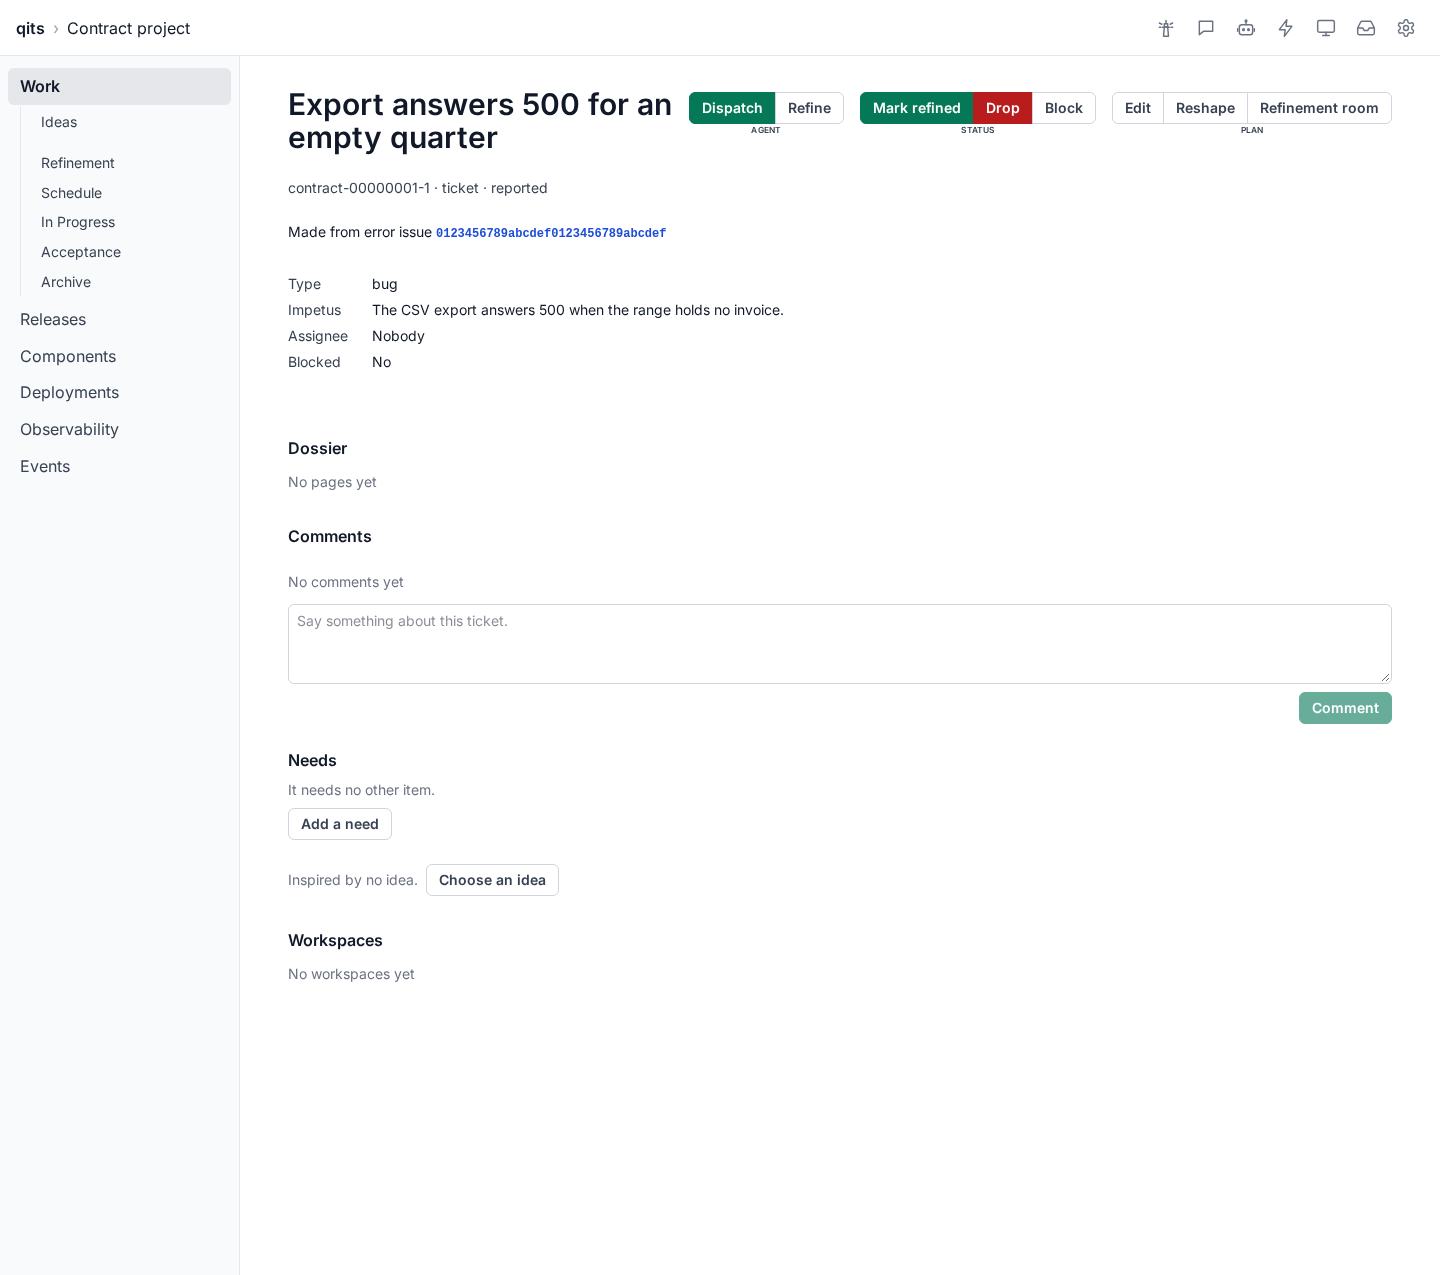 qits › Contract project
Work
Ideas
Refinement
Schedule
In Progress
Acceptance
Archive
Releases
Components
Deployments
Observability
Events
Export answers 500 for an
empty quarter
Dispatch Refine
AGENT
Mark refined Drop Block
STATUS
Edit Reshape Refinement room
PLAN
contract-00000001-1 · ticket · reported
Made from error issue 0123456789abcdef0123456789abcdef
Type bug
Impetus The CSV export answers 500 when the range holds no invoice.
Assignee Nobody
Blocked No
Dossier
No pages yet
Comments
No comments yet
Say something about this ticket.
Comment
Needs
It needs no other item.
Add a need
Inspired by no idea. Choose an idea
Workspaces
No workspaces yet